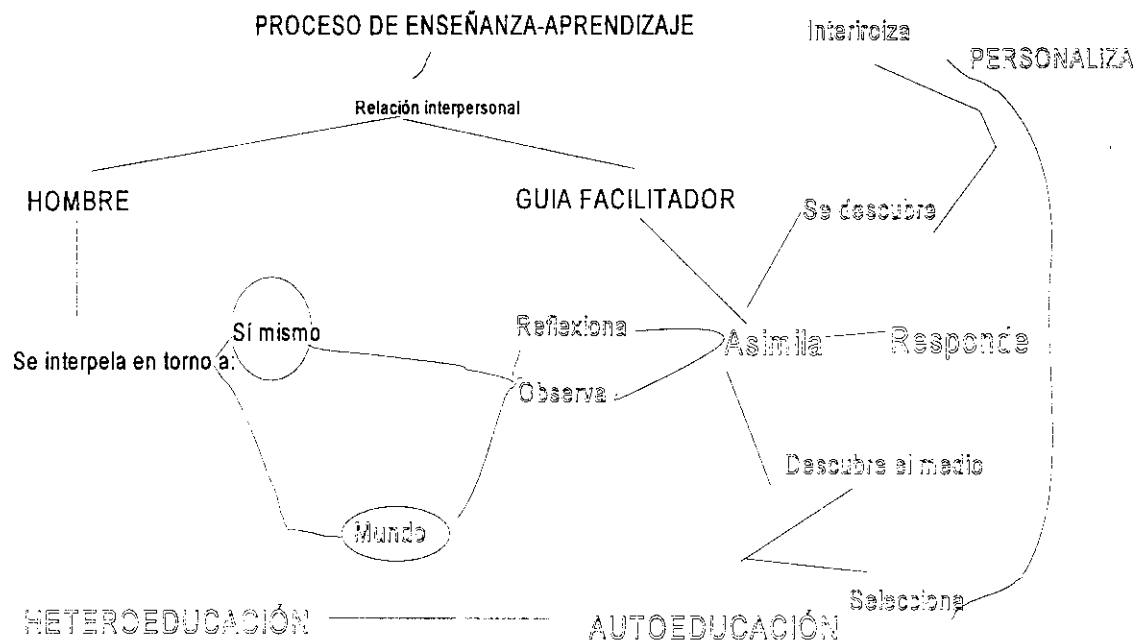 PROCESO DE ENSEÑANZA-APRENDIZAJE
Interiroiza
PERSONALIZA
Relación interpersonal
HOMBRE
GUIA FACILITADOR
Se descubre
Sí mismo
Reflexiona
Asimila
Responde
Se interpela en torno a:
Observa
Descubre el medio
Mundo
Selecciona
HETEROEDUCACIÓN
AUTOEDUCACIÓN